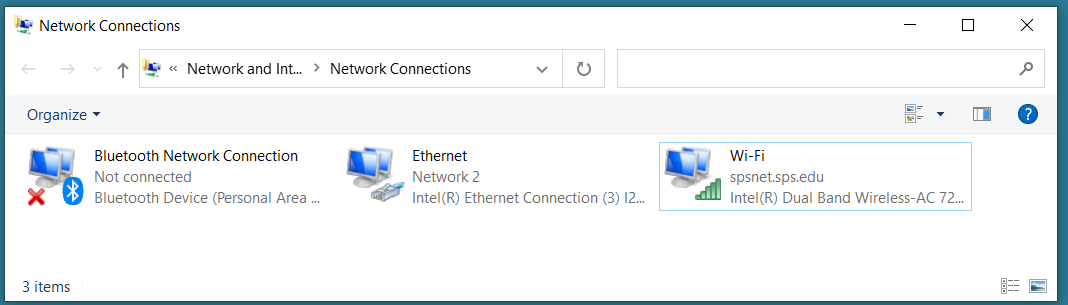 Network Connections
« Network and Int... > Network Connections
Organize
?
Bluetooth Network Connection
Not connected
Bluetooth Device (Personal Area ...
Ethernet
Network 2
Intel(R) Ethernet Connection (3) I2...
Wi-Fi
spsnet.sps.edu
Intel(R) Dual Band Wireless-AC 72...
3 items